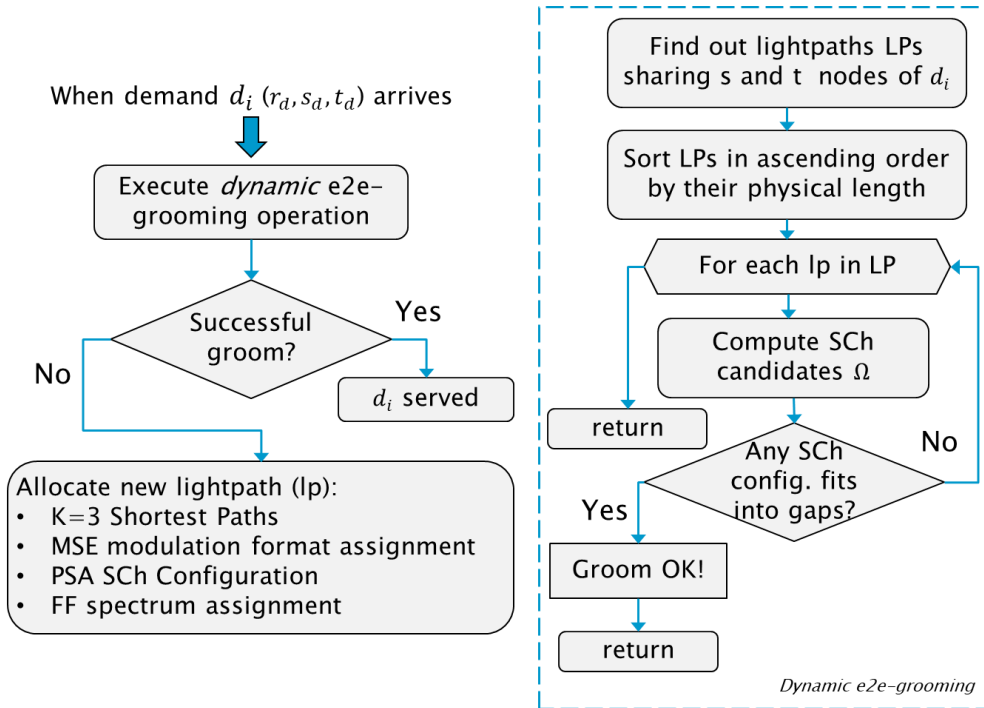 When demand d_i (r_d, s_d, t_d) arrives
Execute dynamic e2e-
grooming operation
Successful
groom?
Yes
No
d_i served
Allocate new lightpath (lp):
• K=3 Shortest Paths
• MSE modulation format assignment
• PSA SCh Configuration
• FF spectrum assignment
Find out lightpaths LPs
sharing s and t nodes of d_i
Sort LPs in ascending order
by their physical length
For each lp in LP
Compute SCh
candidates Ω
return
Any SCh
config. fits
into gaps?
No
Yes
Groom OK!
return
Dynamic e2e-grooming